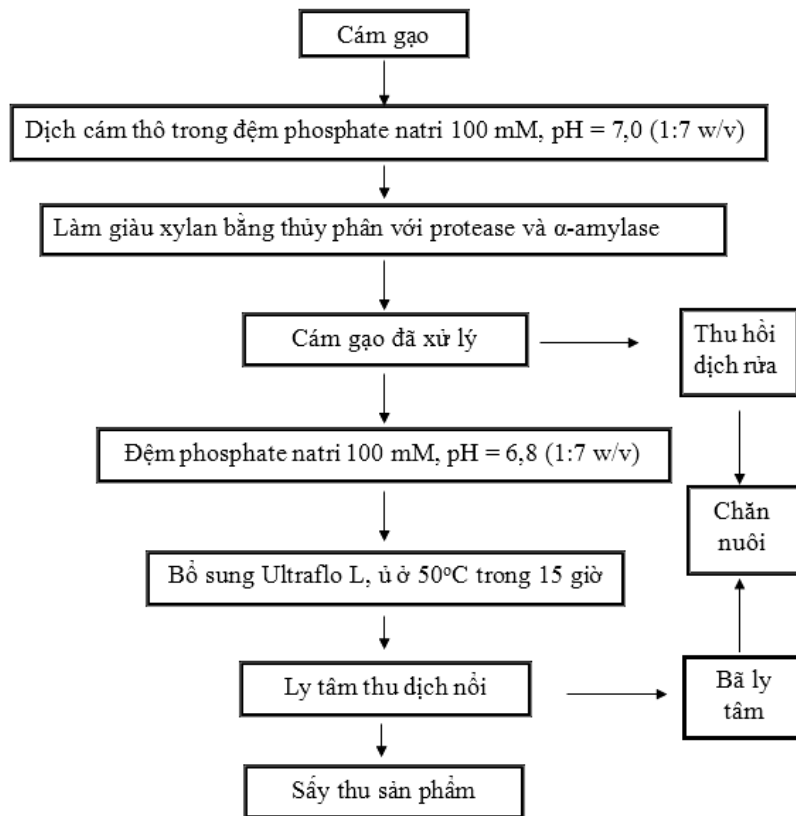 Cám gạo
Dịch cám thô trong đệm phosphate natri 100 mM, pH = 7,0 (1:7 w/v)
Làm giàu xylan bằng thủy phân với protease và α-amylase
Cám gạo đã xử lý
Thu hồi
dịch rửa
Đệm phosphate natri 100 mM, pH = 6,8 (1:7 w/v)
Chăn
nuôi
Bổ sung Ultraflo L, ủ ở 50°C trong 15 giờ
Ly tâm thu dịch nổi
Bã ly
tâm
Sấy thu sản phẩm